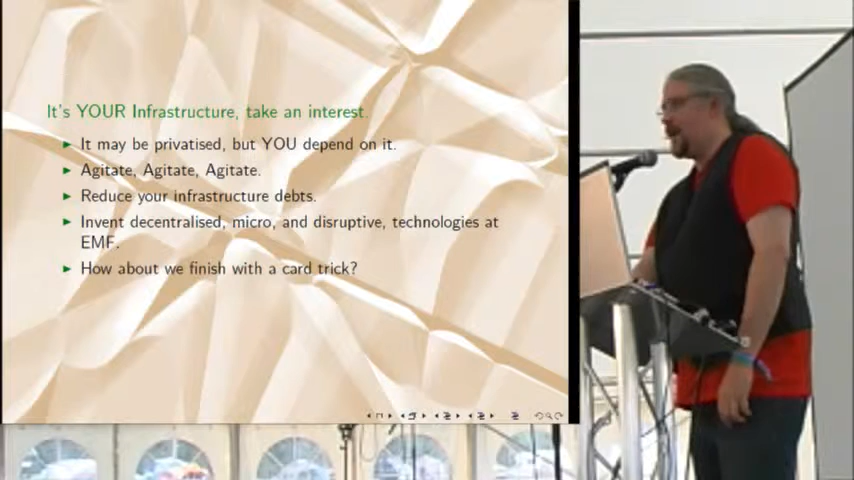 It's YOUR Infrastructure, take an interest.
It may be privatised, but YOU depend on it.
Agitate, Agitate, Agitate.
Reduce your infrastructure debts.
Invent decentralised, micro, and disruptive, technologies at
EMF.
How about we finish with a card trick?